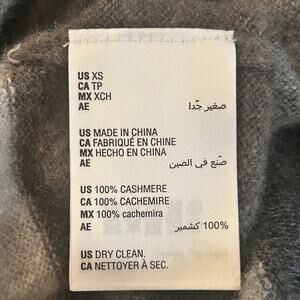 US XS
CA TP
MX XCH
AE صغير جّدا
US MADE IN CHINA
CA FABRIQUÉ EN CHINE
MX HECHO EN CHINA
AE صّنع في الصين
US 100% CASHMERE
CA 100% CACHEMIRE
MX 100% cachemira
AE 100% كشمير
US DRY CLEAN.
CA NETTOYER À SEC.